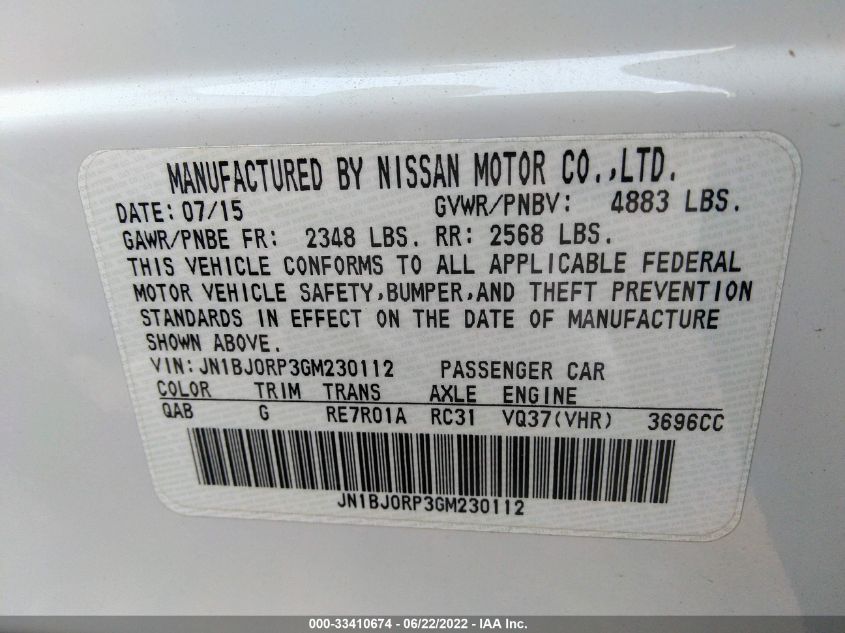 MANUFACTURED BY NISSAN MOTOR CO.,LTD.
DATE: 07/15 GVWR/PNBV: 4883 LBS.
GAWR/PNBE FR: 2348 LBS. RR: 2568 LBS.
THIS VEHICLE CONFORMS TO ALL APPLICABLE FEDERAL
MOTOR VEHICLE SAFETY,BUMPER,AND THEFT PREVENTION
STANDARDS IN EFFECT ON THE DATE OF MANUFACTURE
SHOWN ABOVE.
VIN:JN1BJ0RP3GM230112 PASSENGER CAR
COLOR TRIM TRANS AXLE ENGINE
QAB G RE7R01A RC31 VQ37(VHR) 3696CC
JN1BJ0RP3GM230112
000-33410674 - 06/22/2022 - IAA Inc.